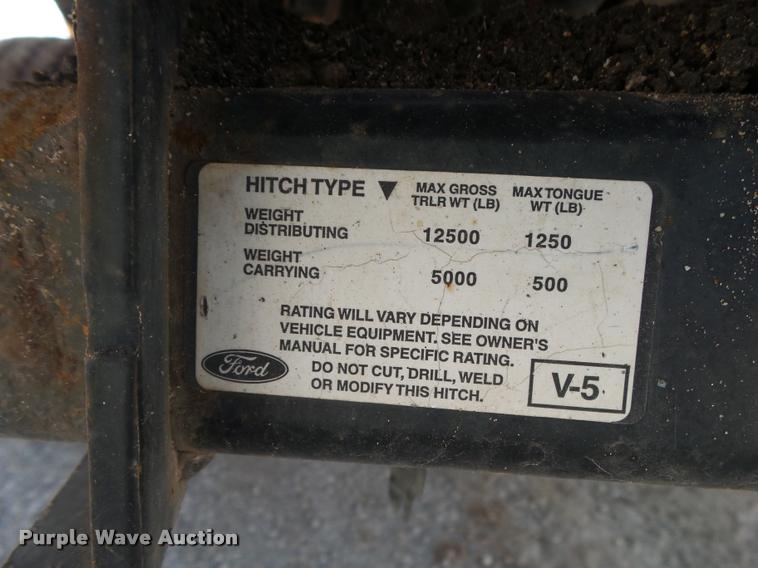 HITCH TYPE ▼ MAX GROSS TRLR WT (LB) MAX TONGUE WT (LB)
WEIGHT DISTRIBUTING 12500 1250
WEIGHT CARRYING 5000 500
RATING WILL VARY DEPENDING ON
VEHICLE EQUIPMENT. SEE OWNER'S
MANUAL FOR SPECIFIC RATING.
DO NOT CUT, DRILL, WELD
OR MODIFY THIS HITCH.
Ford
V-5
Purple Wave Auction